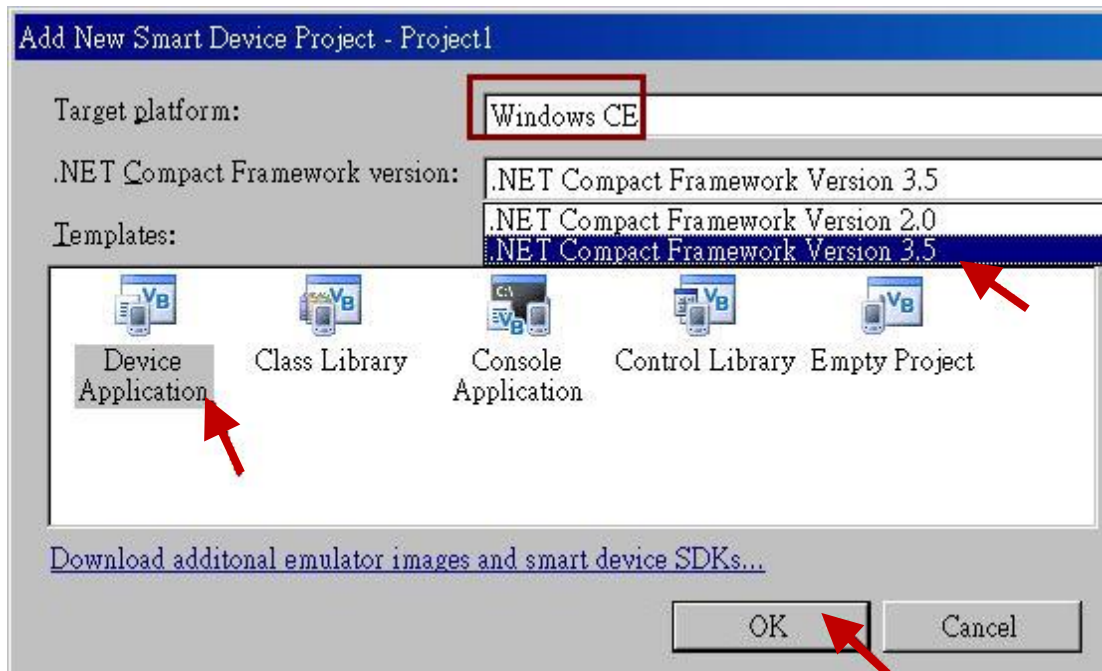 Add New Smart Device Project - Project1
Target platform:
Windows CE
.NET Compact Framework version:
.NET Compact Framework Version 3.5
.NET Compact Framework Version 2.0
.NET Compact Framework Version 3.5
Templates:
VB
VB
C:\
VB
VB
VB
Device
Application
Class Library
Console
Application
Control Library
Empty Project
Download additonal emulator images and smart device SDKs...
OK
Cancel